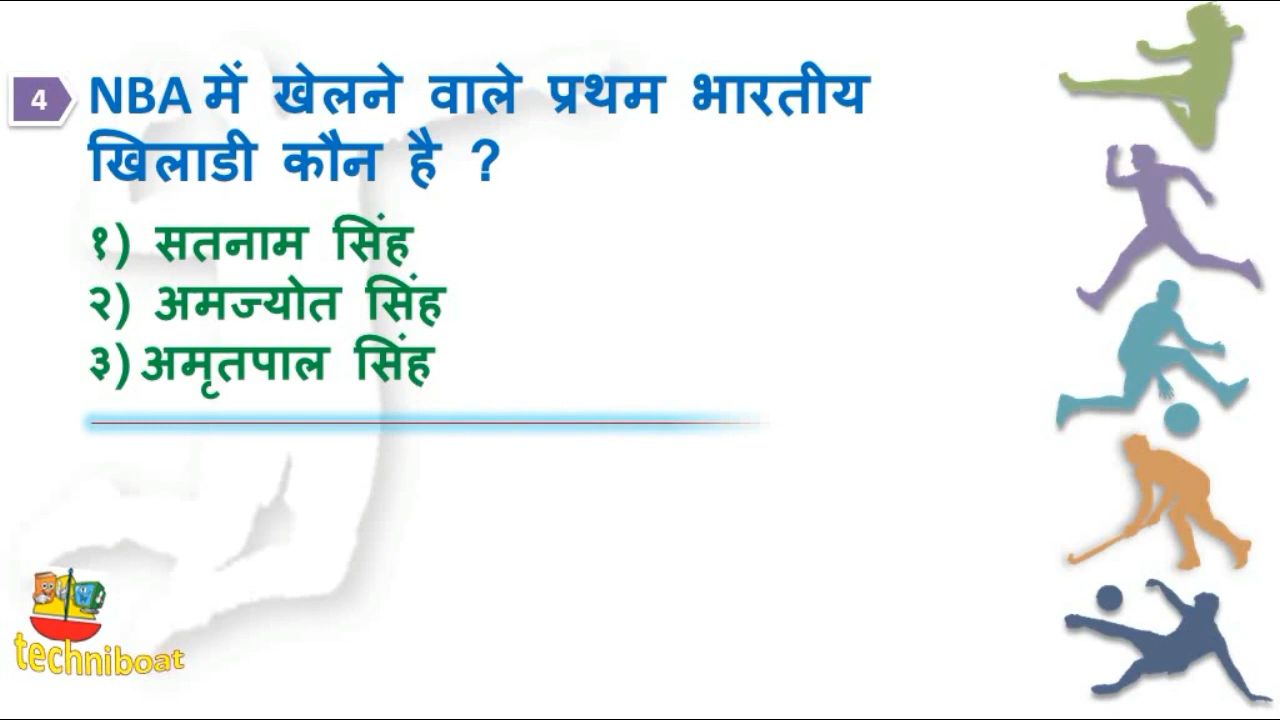 4
NBA में खेलने वाले प्रथम भारतीय
खिलाडी कौन है ?
१) सतनाम सिंह
२) अमज्योत सिंह
३) अमृतपाल सिंह
techniboat